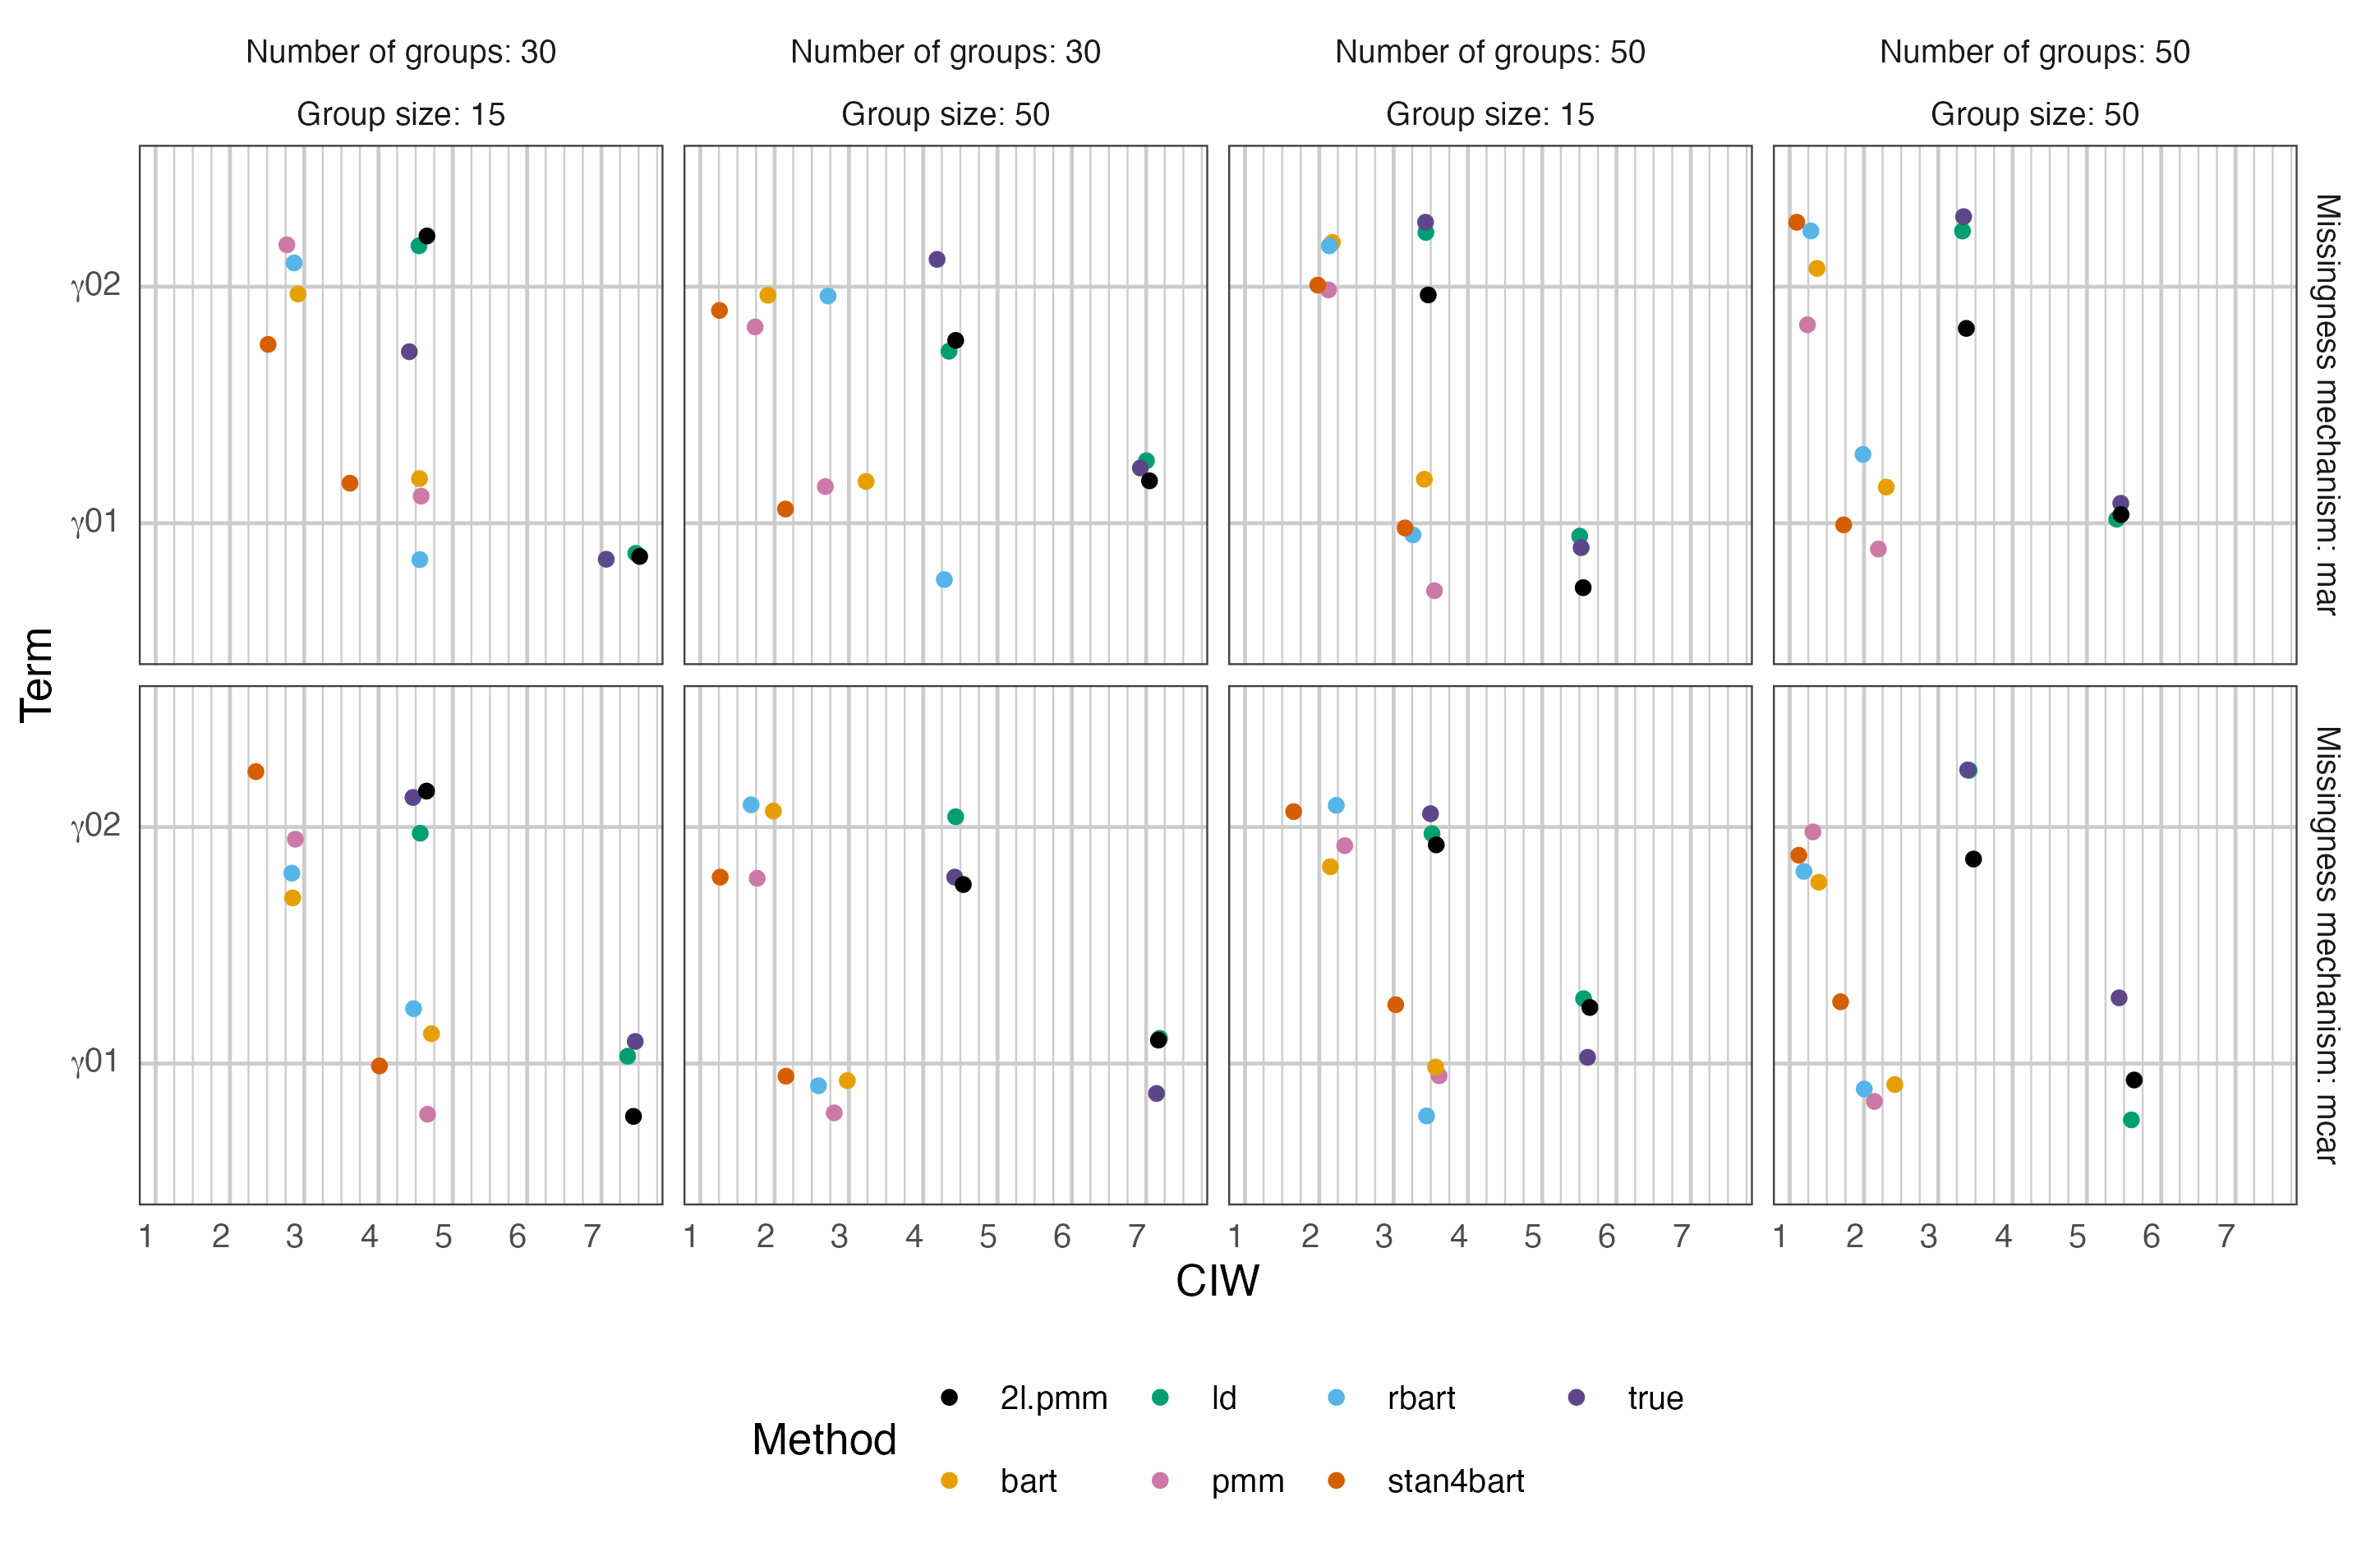 Number of groups: 30
Number of groups: 30
Number of groups: 50
Number of groups: 50
Group size: 15
Group size: 50
Group size: 15
Group size: 50
Term
γ02
γ01
Missingness mechanism: mar
γ02
γ01
Missingness mechanism: mcar
1 2 3 4 5 6 7
1 2 3 4 5 6 7
1 2 3 4 5 6 7
1 2 3 4 5 6 7
CIW
Method
2l.pmm
ld
rbart
true
bart
pmm
stan4bart